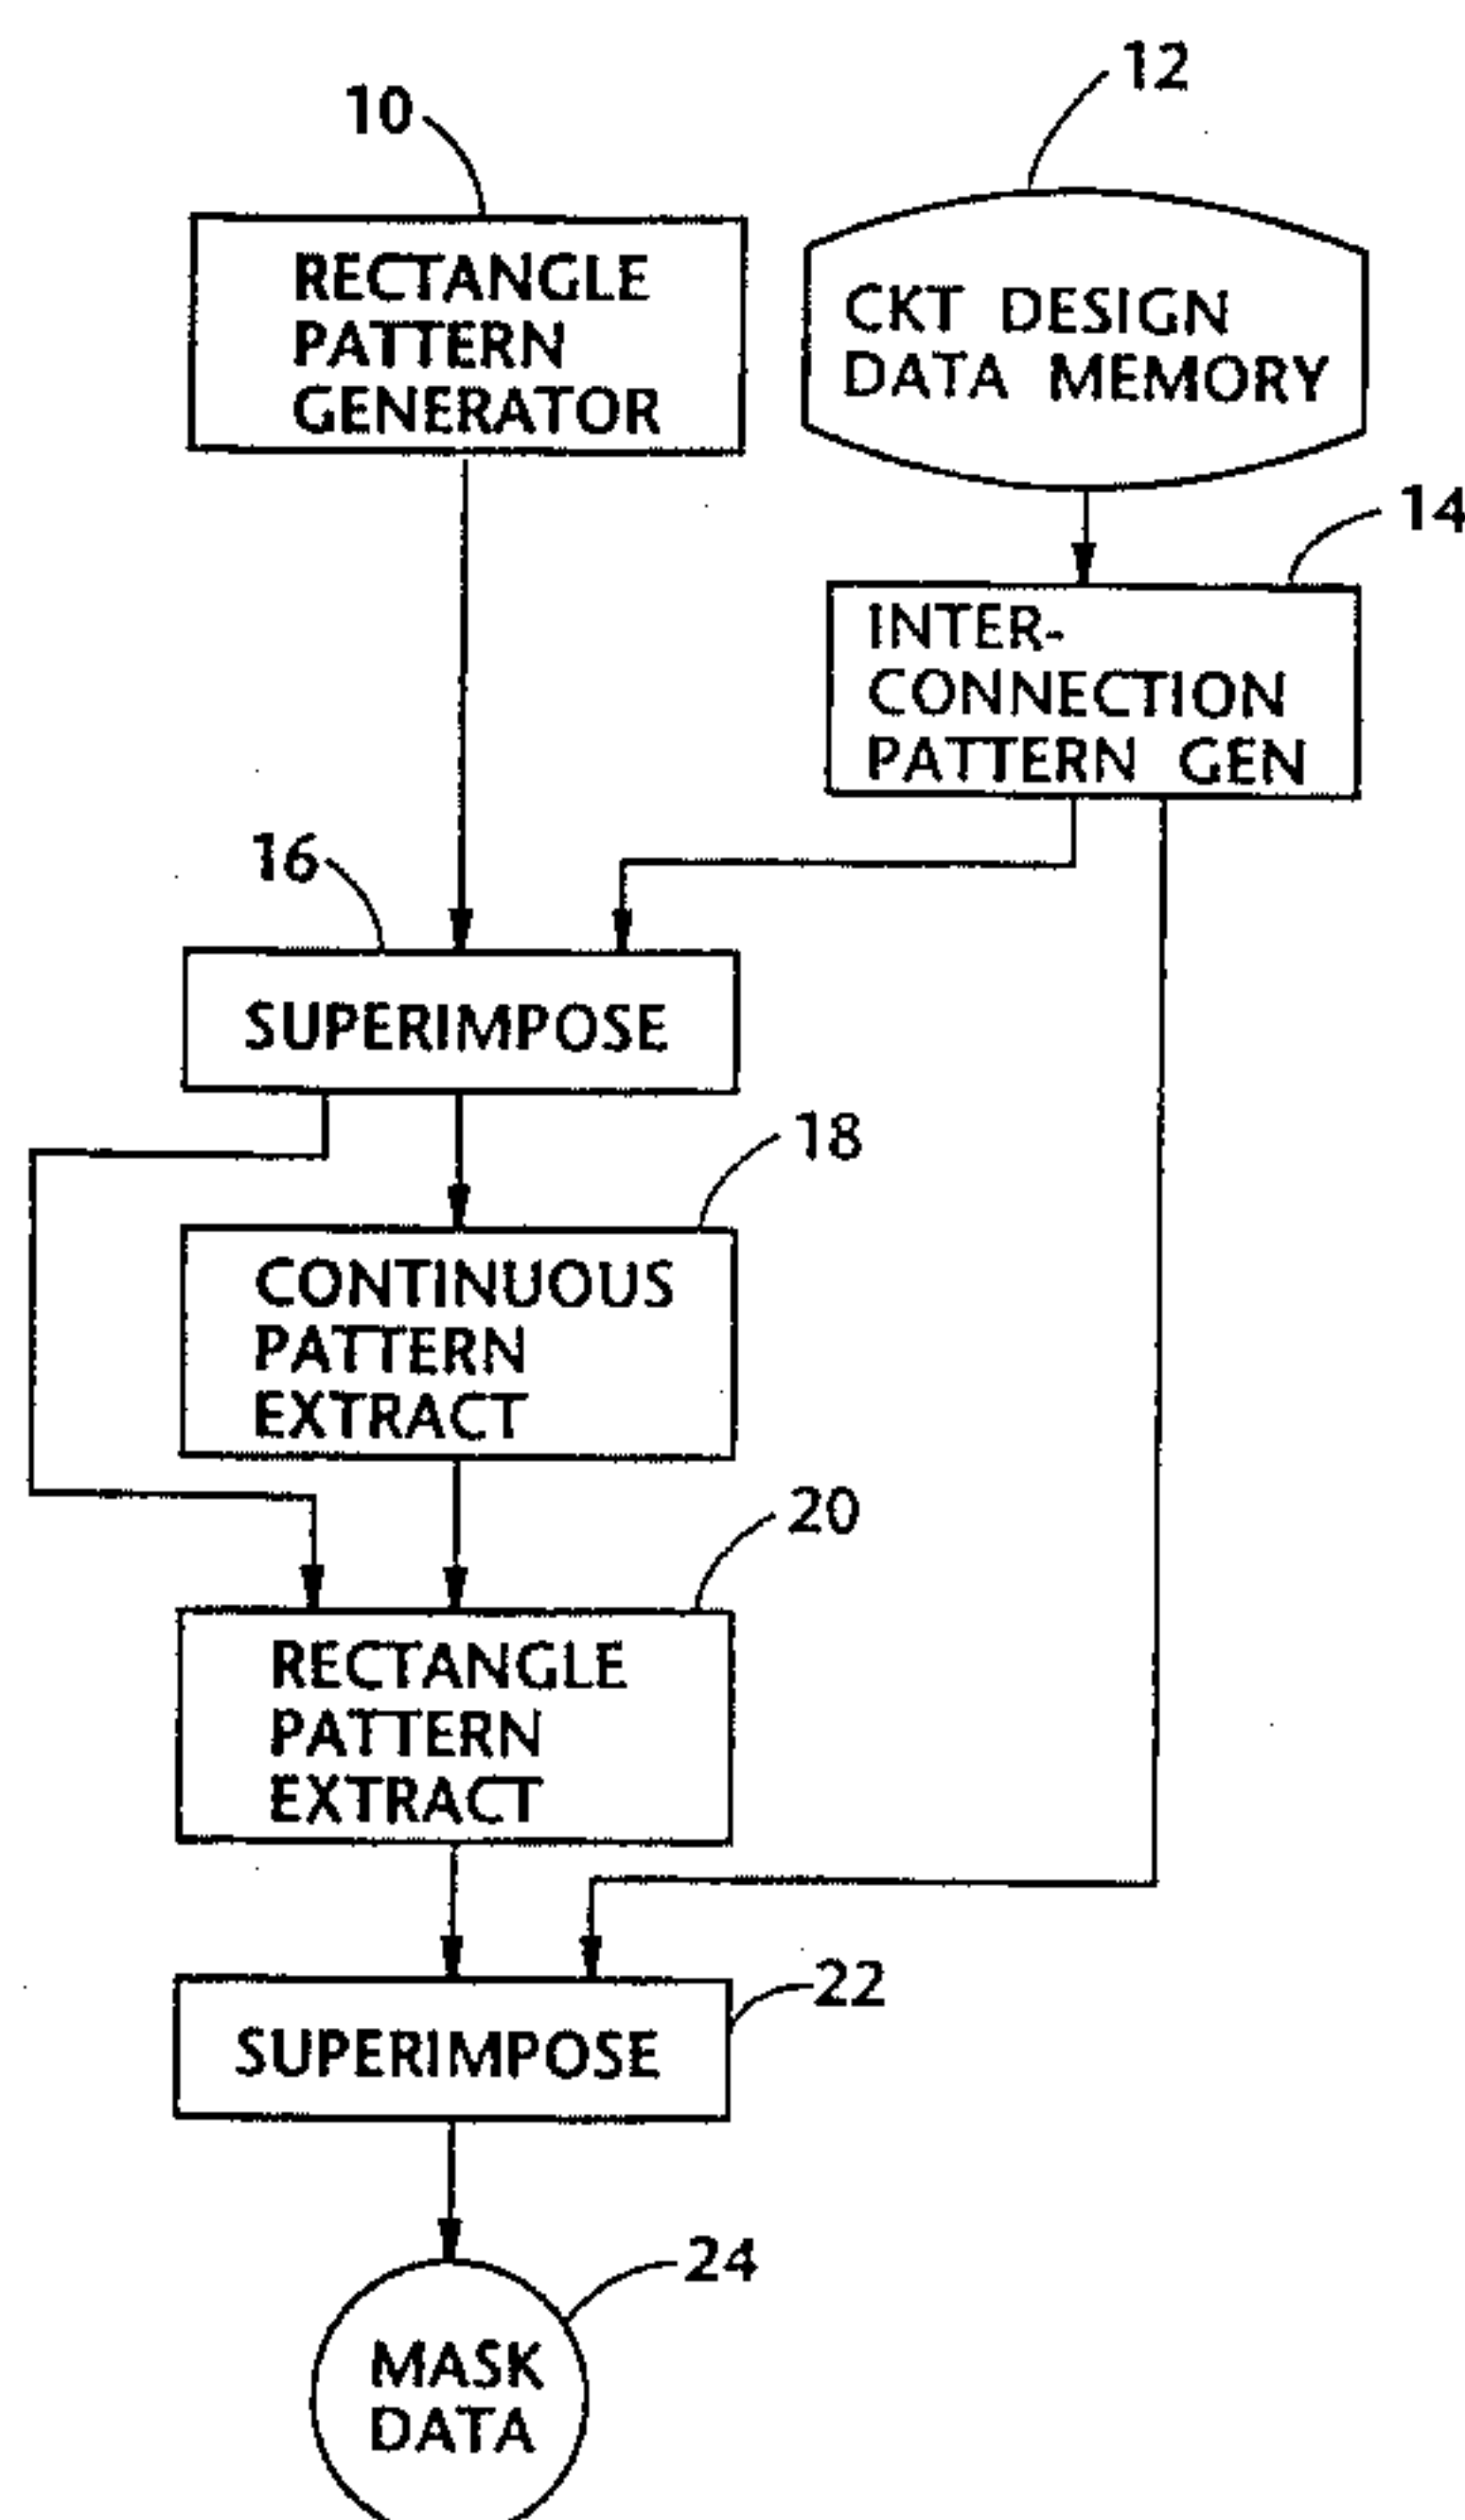 12
10
RECTANGLE
PATTERN
GENERATOR
CKT DESIGN
DATA MEMORY
14
INTER-
CONNECTION
PATTERN GEN
16
SUPERIMPOSE
18
CONTINUOUS
PATTERN
EXTRACT
20
RECTANGLE
PATTERN
EXTRACT
22
SUPERIMPOSE
24
MASK
DATA